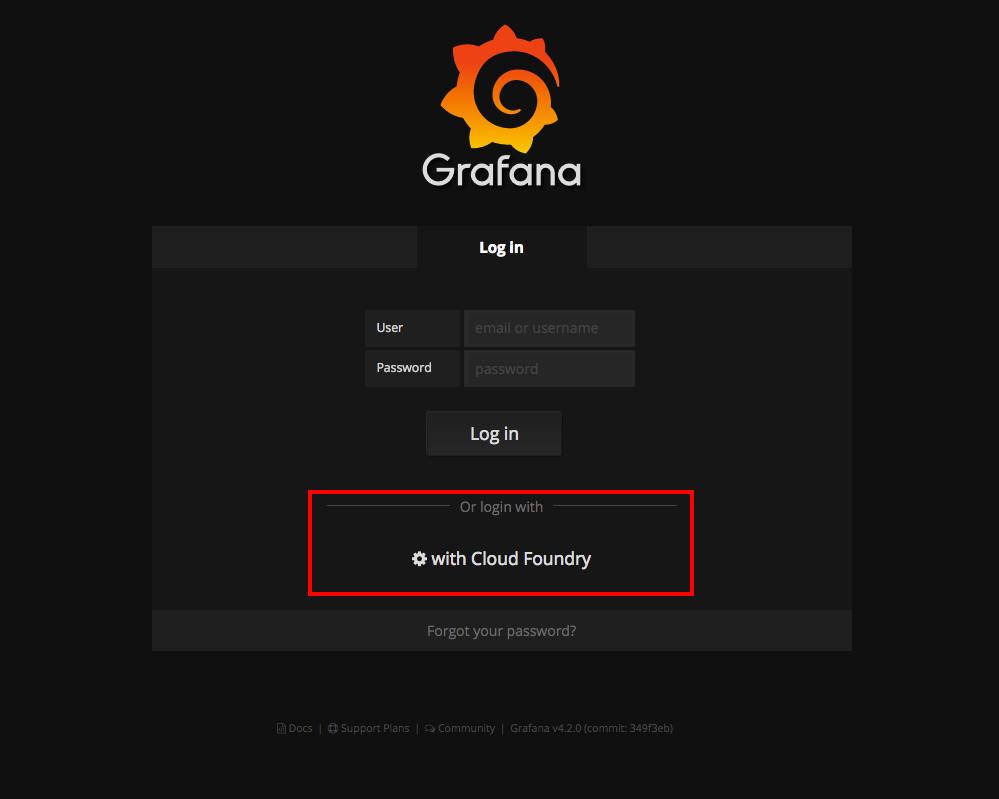 Grafana
Log in
User email or username
Password password
Log in
Or login with
with Cloud Foundry
Forgot your password?
Docs | Support Plans | Community | Grafana v4.2.0 (commit: 349f3eb)